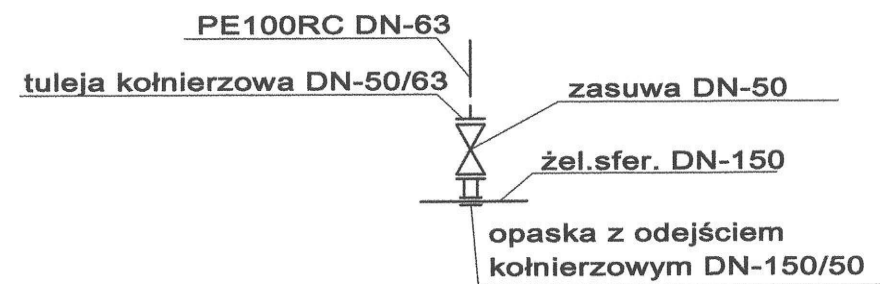 PE100RC DN-63
tuleja kołnierzowa DN-50/63
zasuwa DN-50
żel.sfer. DN-150
opaska z odejściem
kołnierzowym DN-150/50